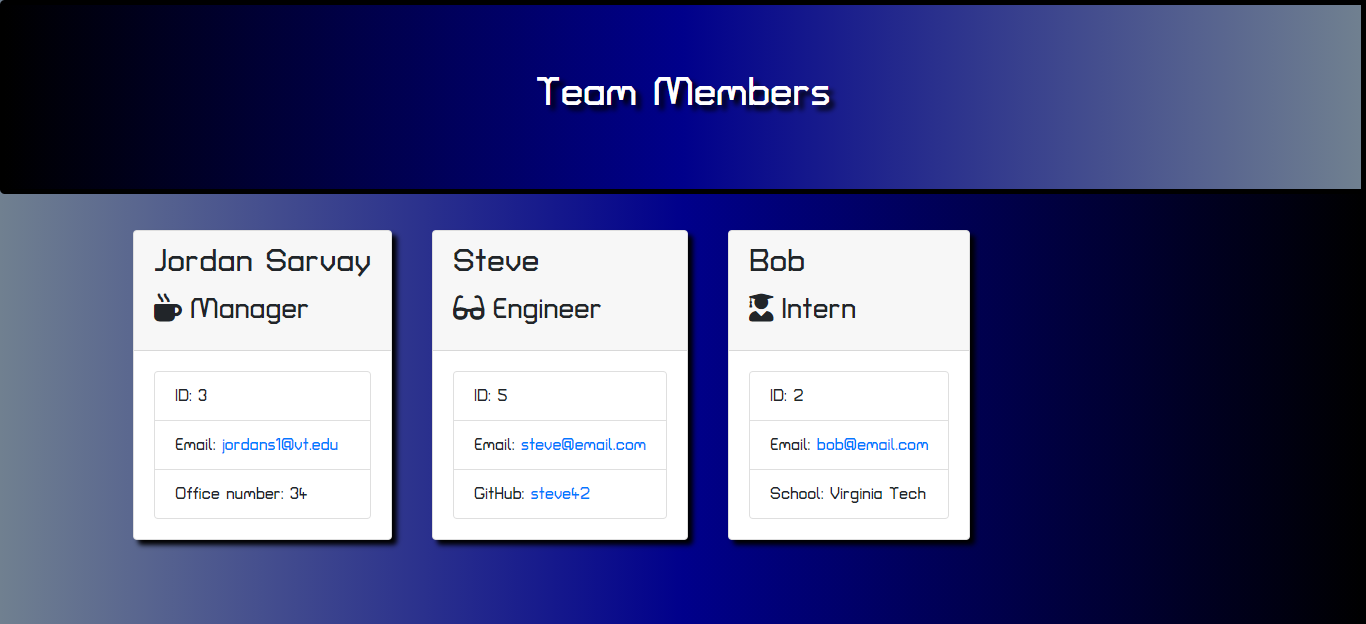 Team Members
Jordan Sarvay
Manager
ID: 3
Email: jordans1@vt.edu
Office number: 34
Steve
Engineer
ID: 5
Email: steve@email.com
GitHub: steve42
Bob
Intern
ID: 2
Email: bob@email.com
School: Virginia Tech